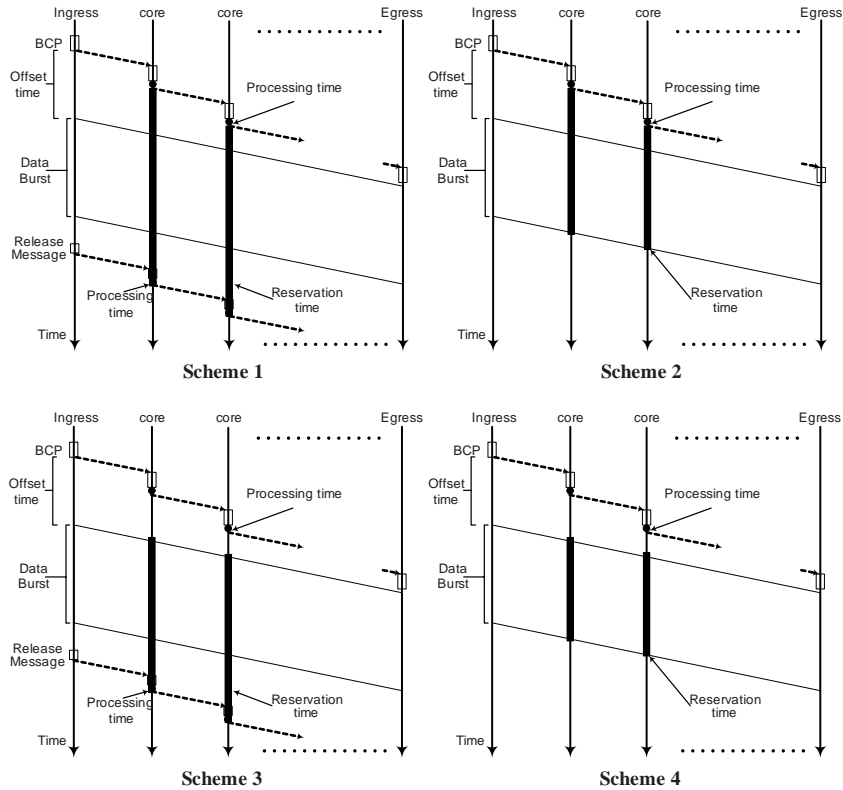 Ingress
core
core
Egress
BCP
Offset
time
Processing time
Data
Burst
Release
Message
Processing
time
Reservation
time
Time
Scheme 1
Ingress
core
core
Egress
BCP
Offset
time
Processing time
Data
Burst
Reservation
time
Time
Scheme 2
Ingress
core
core
Egress
BCP
Offset
time
Processing time
Data
Burst
Release
Message
Processing
time
Reservation
time
Time
Scheme 3
Ingress
core
core
Egress
BCP
Offset
time
Processing time
Data
Burst
Reservation
time
Time
Scheme 4